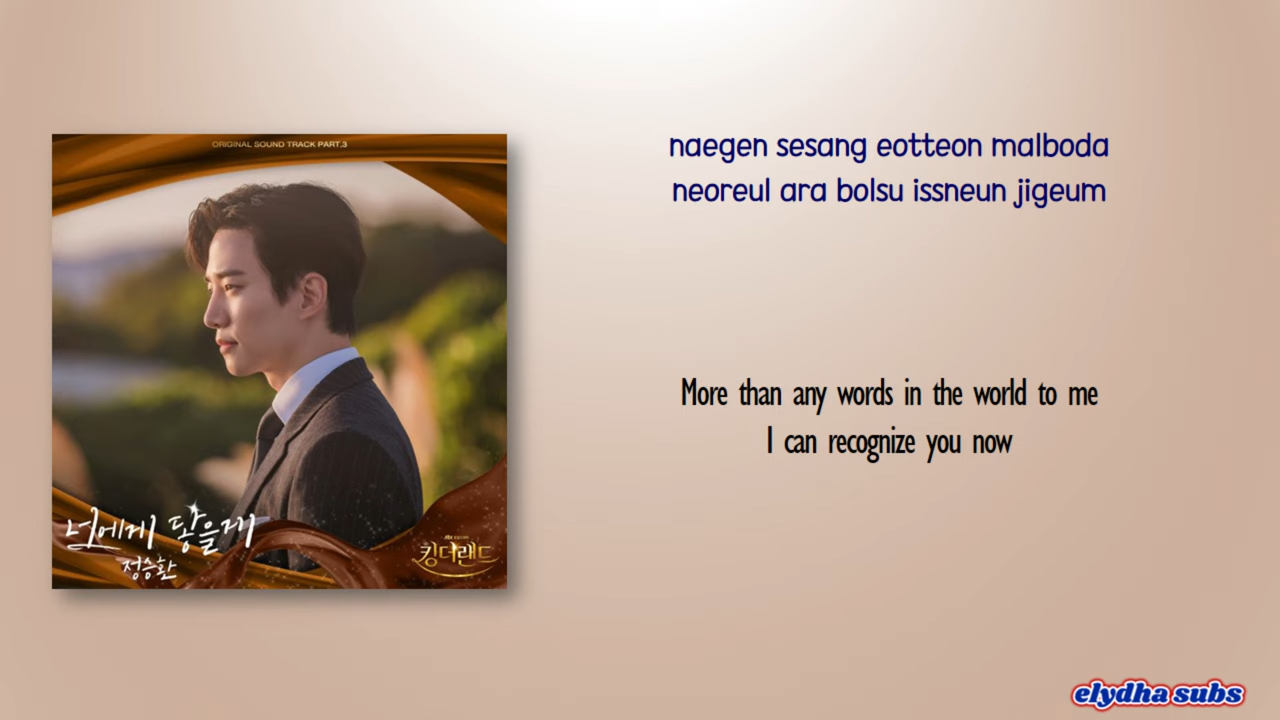 ORIGINAL SOUND TRACK PART.3
naegen sesang eotteon malboda
neoreul ara bolsu issneun jigeum
More than any words in the world to me
I can recognize you now
너에게 닿을게
정승환
킹더랜드
elydha subs